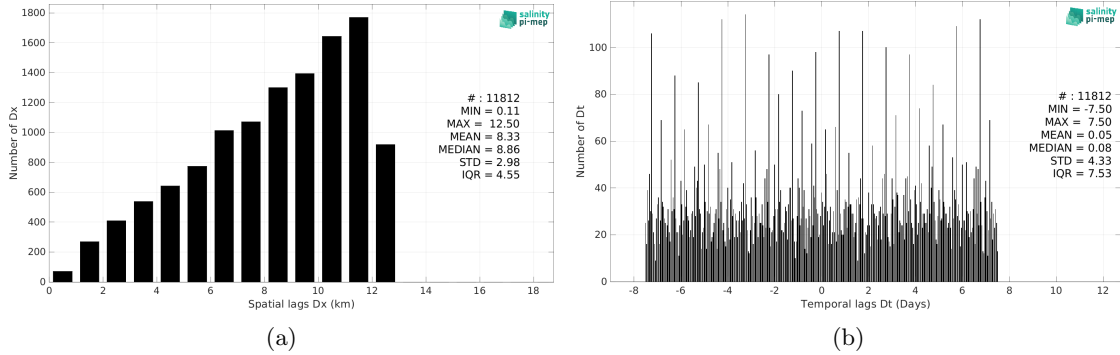 salinity
pi-mep
1800
1600
1400
1200
1000
800
600
400
200
0
Number of Dx
# : 11812
MIN = 0.11
MAX = 12.50
MEAN = 8.33
MEDIAN = 8.86
STD = 2.98
IQR = 4.55
0 2 4 6 8 10 12 14 16 18
Spatial lags Dx (km)
(a)
salinity
pi-mep
100
80
60
40
20
0
Number of Dt
# : 11812
MIN = -7.50
MAX = 7.50
MEAN = 0.05
MEDIAN = 0.08
STD = 4.33
IQR = 7.53
-8 -6 -4 -2 0 2 4 6 8 10 12
Temporal lags Dt (Days)
(b)